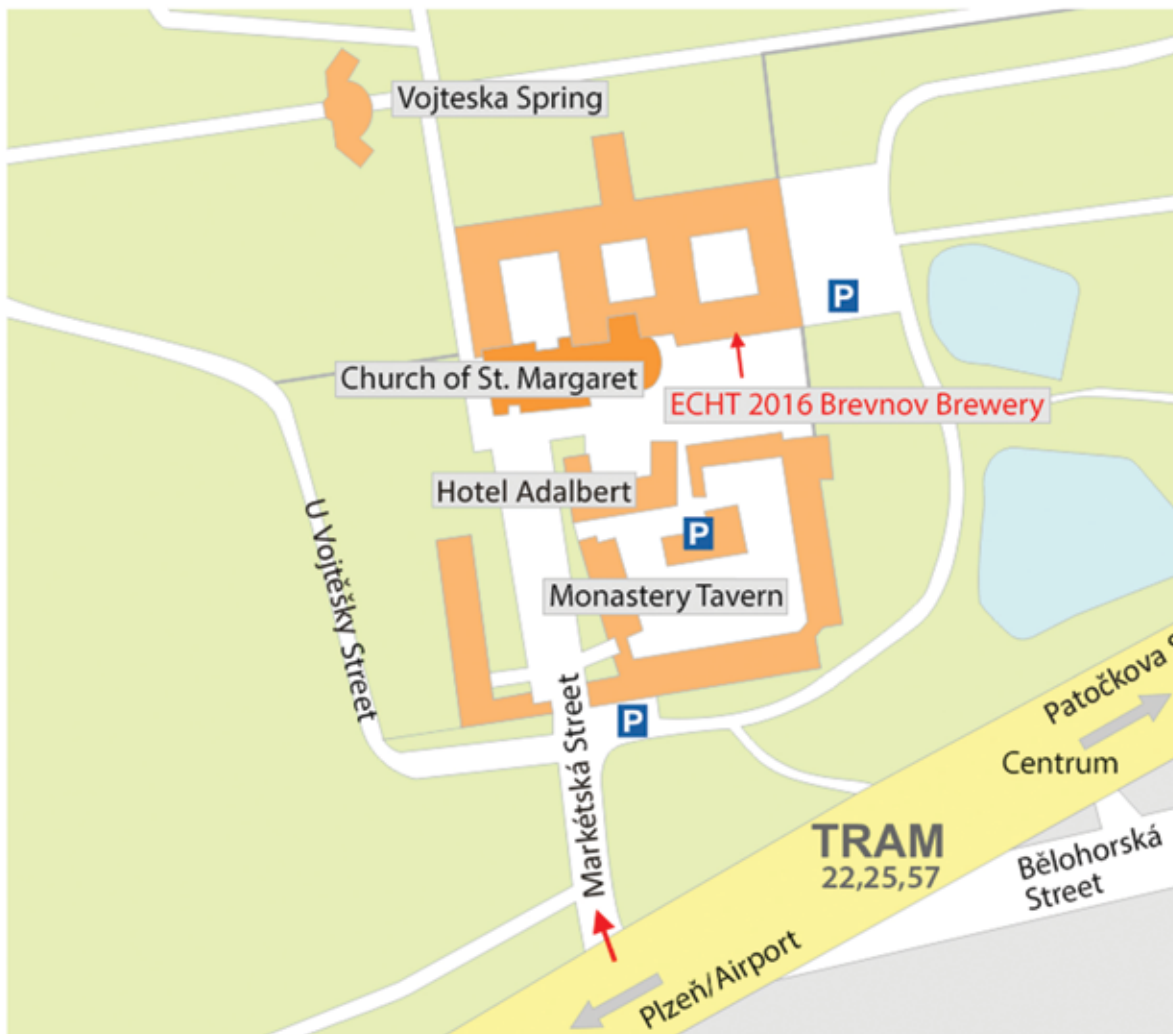 Vojteska Spring
P
Church of St. Margaret
ECHT 2016 Brevnov Brewery
Hotel Adalbert
P
U Vojtěšky Street
Monastery Tavern
P
Markétská Street
Patočkova S
Centrum
TRAM
22,25,57
Bělohorská
Street
Plzeň/Airport